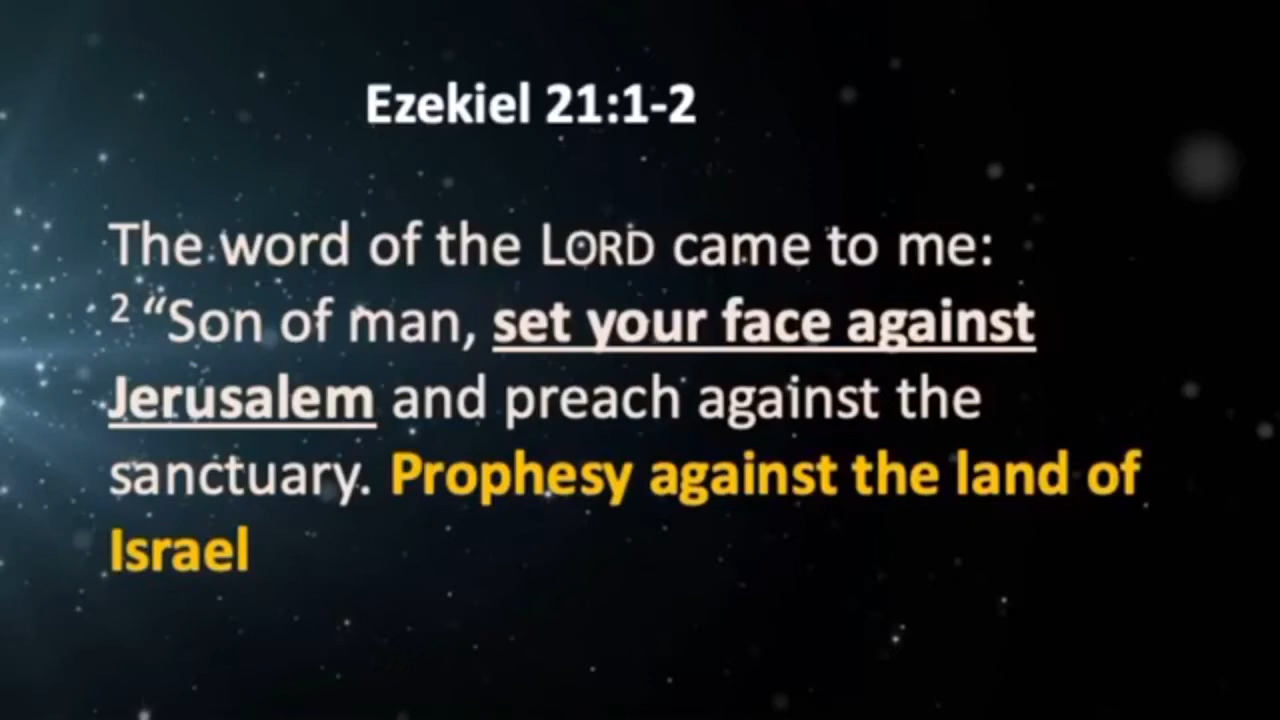 Ezekiel 21:1-2
The word of the LORD came to me:
2 “Son of man, set your face against
Jerusalem and preach against the
sanctuary. Prophesy against the land of
Israel